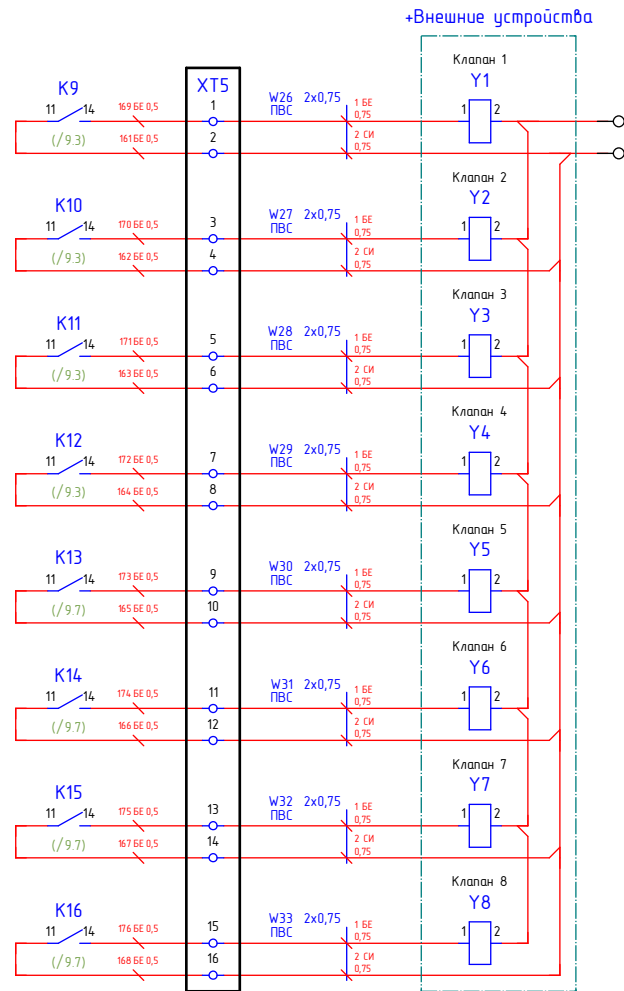 +Внешние устройства
Клапан 1
K9 XT5 W26 2х0,75 1 БЕ Y1
11 14 169 БЕ 0,5 1 ПВС 0,75 1 2
(/9.3) 161 БЕ 0,5 2 2 СИ
0,75
Клапан 2
K10 W27 2х0,75 1 БЕ Y2
11 14 170 БЕ 0,5 3 ПВС 0,75 1 2
(/9.3) 162 БЕ 0,5 4 2 СИ
0,75
Клапан 3
K11 W28 2х0,75 1 БЕ Y3
11 14 171 БЕ 0,5 5 ПВС 0,75 1 2
(/9.3) 163 БЕ 0,5 6 2 СИ
0,75
Клапан 4
K12 W29 2х0,75 1 БЕ Y4
11 14 172 БЕ 0,5 7 ПВС 0,75 1 2
(/9.3) 164 БЕ 0,5 8 2 СИ
0,75
Клапан 5
K13 W30 2х0,75 1 БЕ Y5
11 14 173 БЕ 0,5 9 ПВС 0,75 1 2
(/9.7) 165 БЕ 0,5 10 2 СИ
0,75
Клапан 6
K14 W31 2х0,75 1 БЕ Y6
11 14 174 БЕ 0,5 11 ПВС 0,75 1 2
(/9.7) 166 БЕ 0,5 12 2 СИ
0,75
Клапан 7
K15 W32 2х0,75 1 БЕ Y7
11 14 175 БЕ 0,5 13 ПВС 0,75 1 2
(/9.7) 167 БЕ 0,5 14 2 СИ
0,75
Клапан 8
K16 W33 2х0,75 1 БЕ Y8
11 14 176 БЕ 0,5 15 ПВС 0,75 1 2
(/9.7) 168 БЕ 0,5 16 2 СИ
0,75